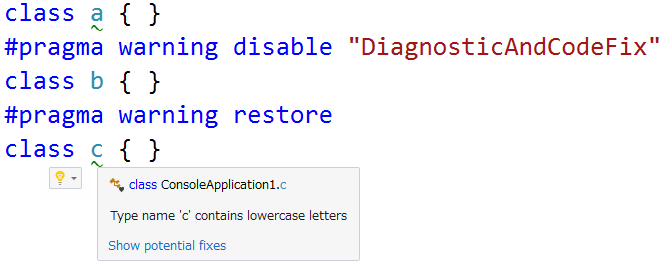 class a { }
#pragma warning disable "DiagnosticAndCodeFix"
class b { }
#pragma warning restore
class c { }
class ConsoleApplication1.c
Type name 'c' contains lowercase letters
Show potential fixes